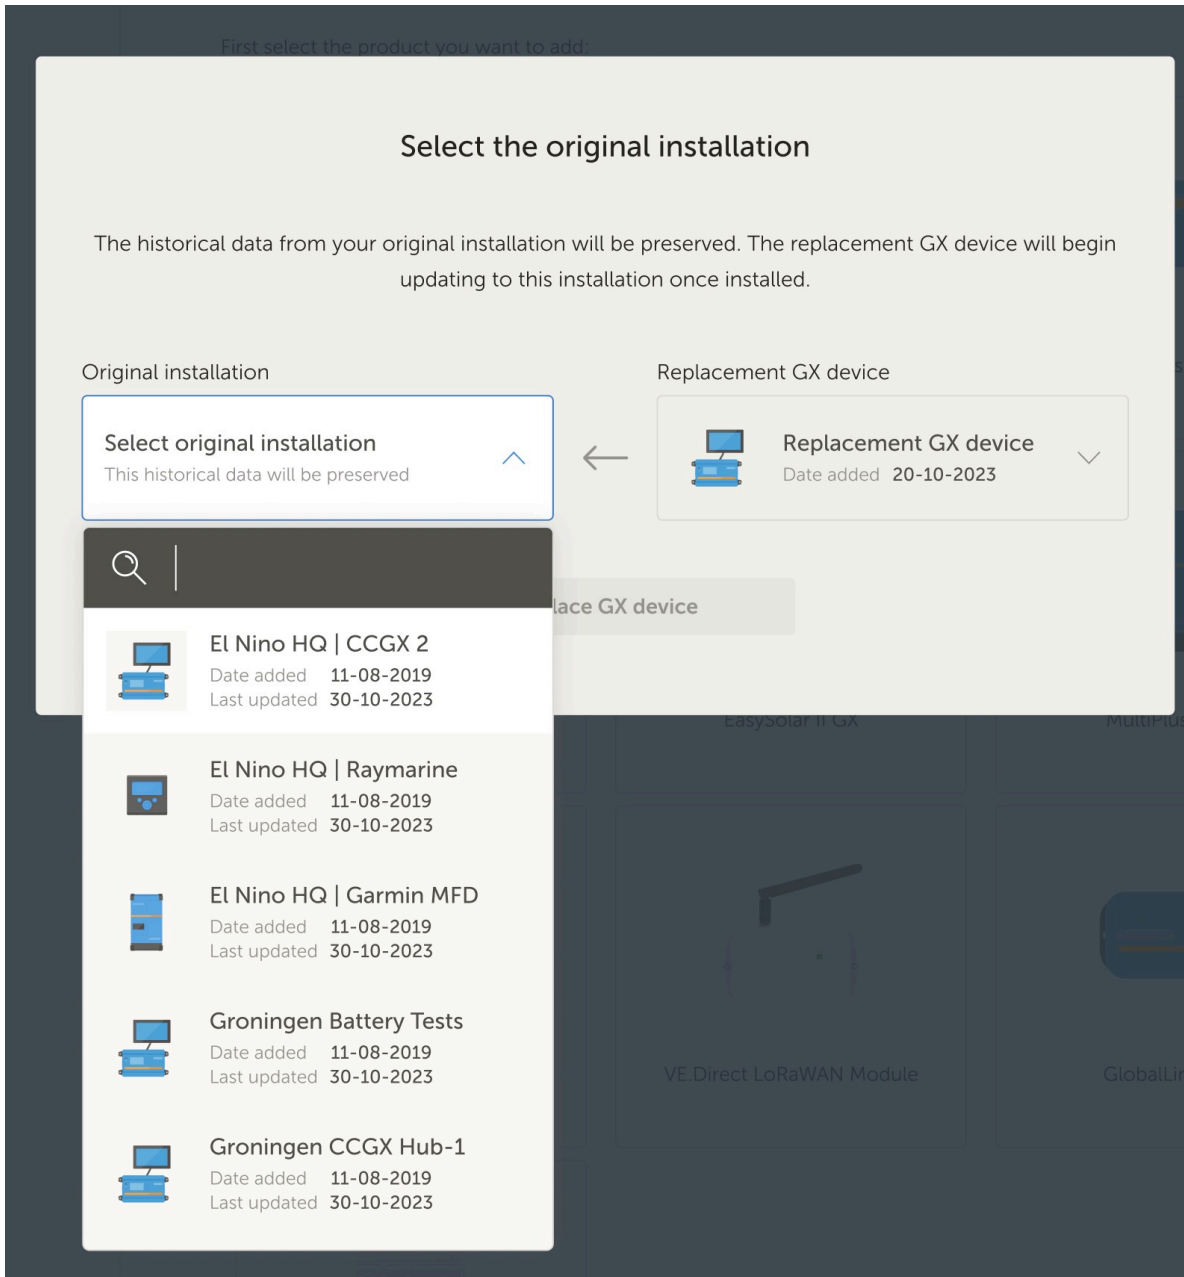 First select the product you want to add:
Select the original installation
The historical data from your original installation will be preserved. The replacement GX device will begin
updating to this installation once installed.
Original installation
Replacement GX device
Select original installation
This historical data will be preserved
Replacement GX device
Date added 20-10-2023
lace GX device
El Nino HQ | CCGX 2
Date added 11-08-2019
Last updated 30-10-2023
El Nino HQ | Raymarine
Date added 11-08-2019
Last updated 30-10-2023
El Nino HQ | Garmin MFD
Date added 11-08-2019
Last updated 30-10-2023
Groningen Battery Tests
Date added 11-08-2019
Last updated 30-10-2023
Groningen CCGX Hub-1
Date added 11-08-2019
Last updated 30-10-2023
EasySolar II GX
MultiPlus
VE.Direct LoRaWAN Module
GlobalLin